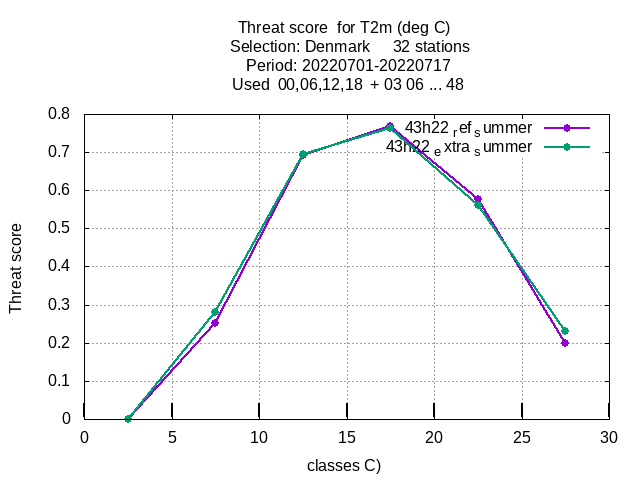 Threat score  for T2m (deg C)
Selection: Denmark     32 stations
Period: 20220701-20220717
Used  00,06,12,18  + 03 06 ... 48
43h22 ref summer
43h22 extra summer
0.8
0.7
0.6
0.5
0.4
0.3
0.2
0.1
0
Threat score
0 5 10 15 20 25 30
classes C)